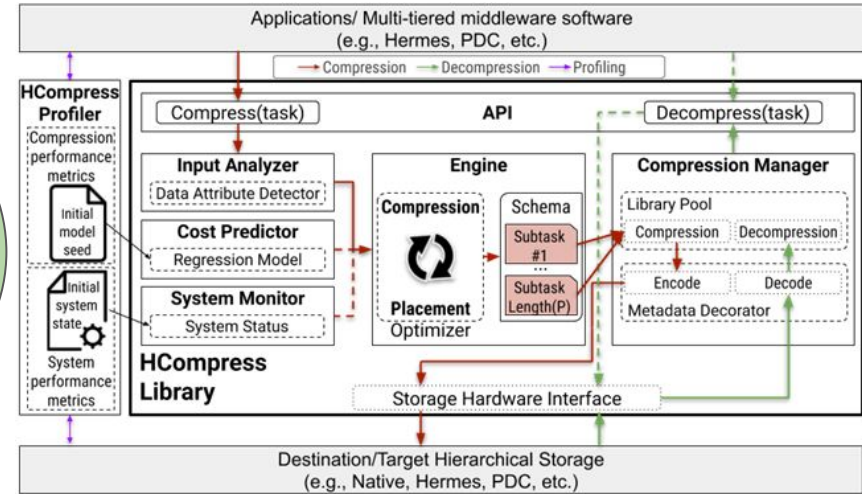 Applications/ Multi-tiered middleware software
(e.g., Hermes, PDC, etc.)
Compression
Decompression
Profiling
HCompress
Profiler
Compression
performance
metrics
Initial
model
seed
Initial
system
state
System
performance
metrics
Compress(task)
API
Decompress(task)
Input Analyzer
Data Attribute Detector
Cost Predictor
Regression Model
System Monitor
System Status
HCompress
Library
Engine
Compression
Placement
Optimizer
Schema
Subtask
#1
...
Subtask
Length(P)
Compression Manager
Library Pool
Compression
Decompression
Encode
Decode
Metadata Decorator
Storage Hardware Interface
Destination/Target Hierarchical Storage
(e.g., Native, Hermes, PDC, etc.)